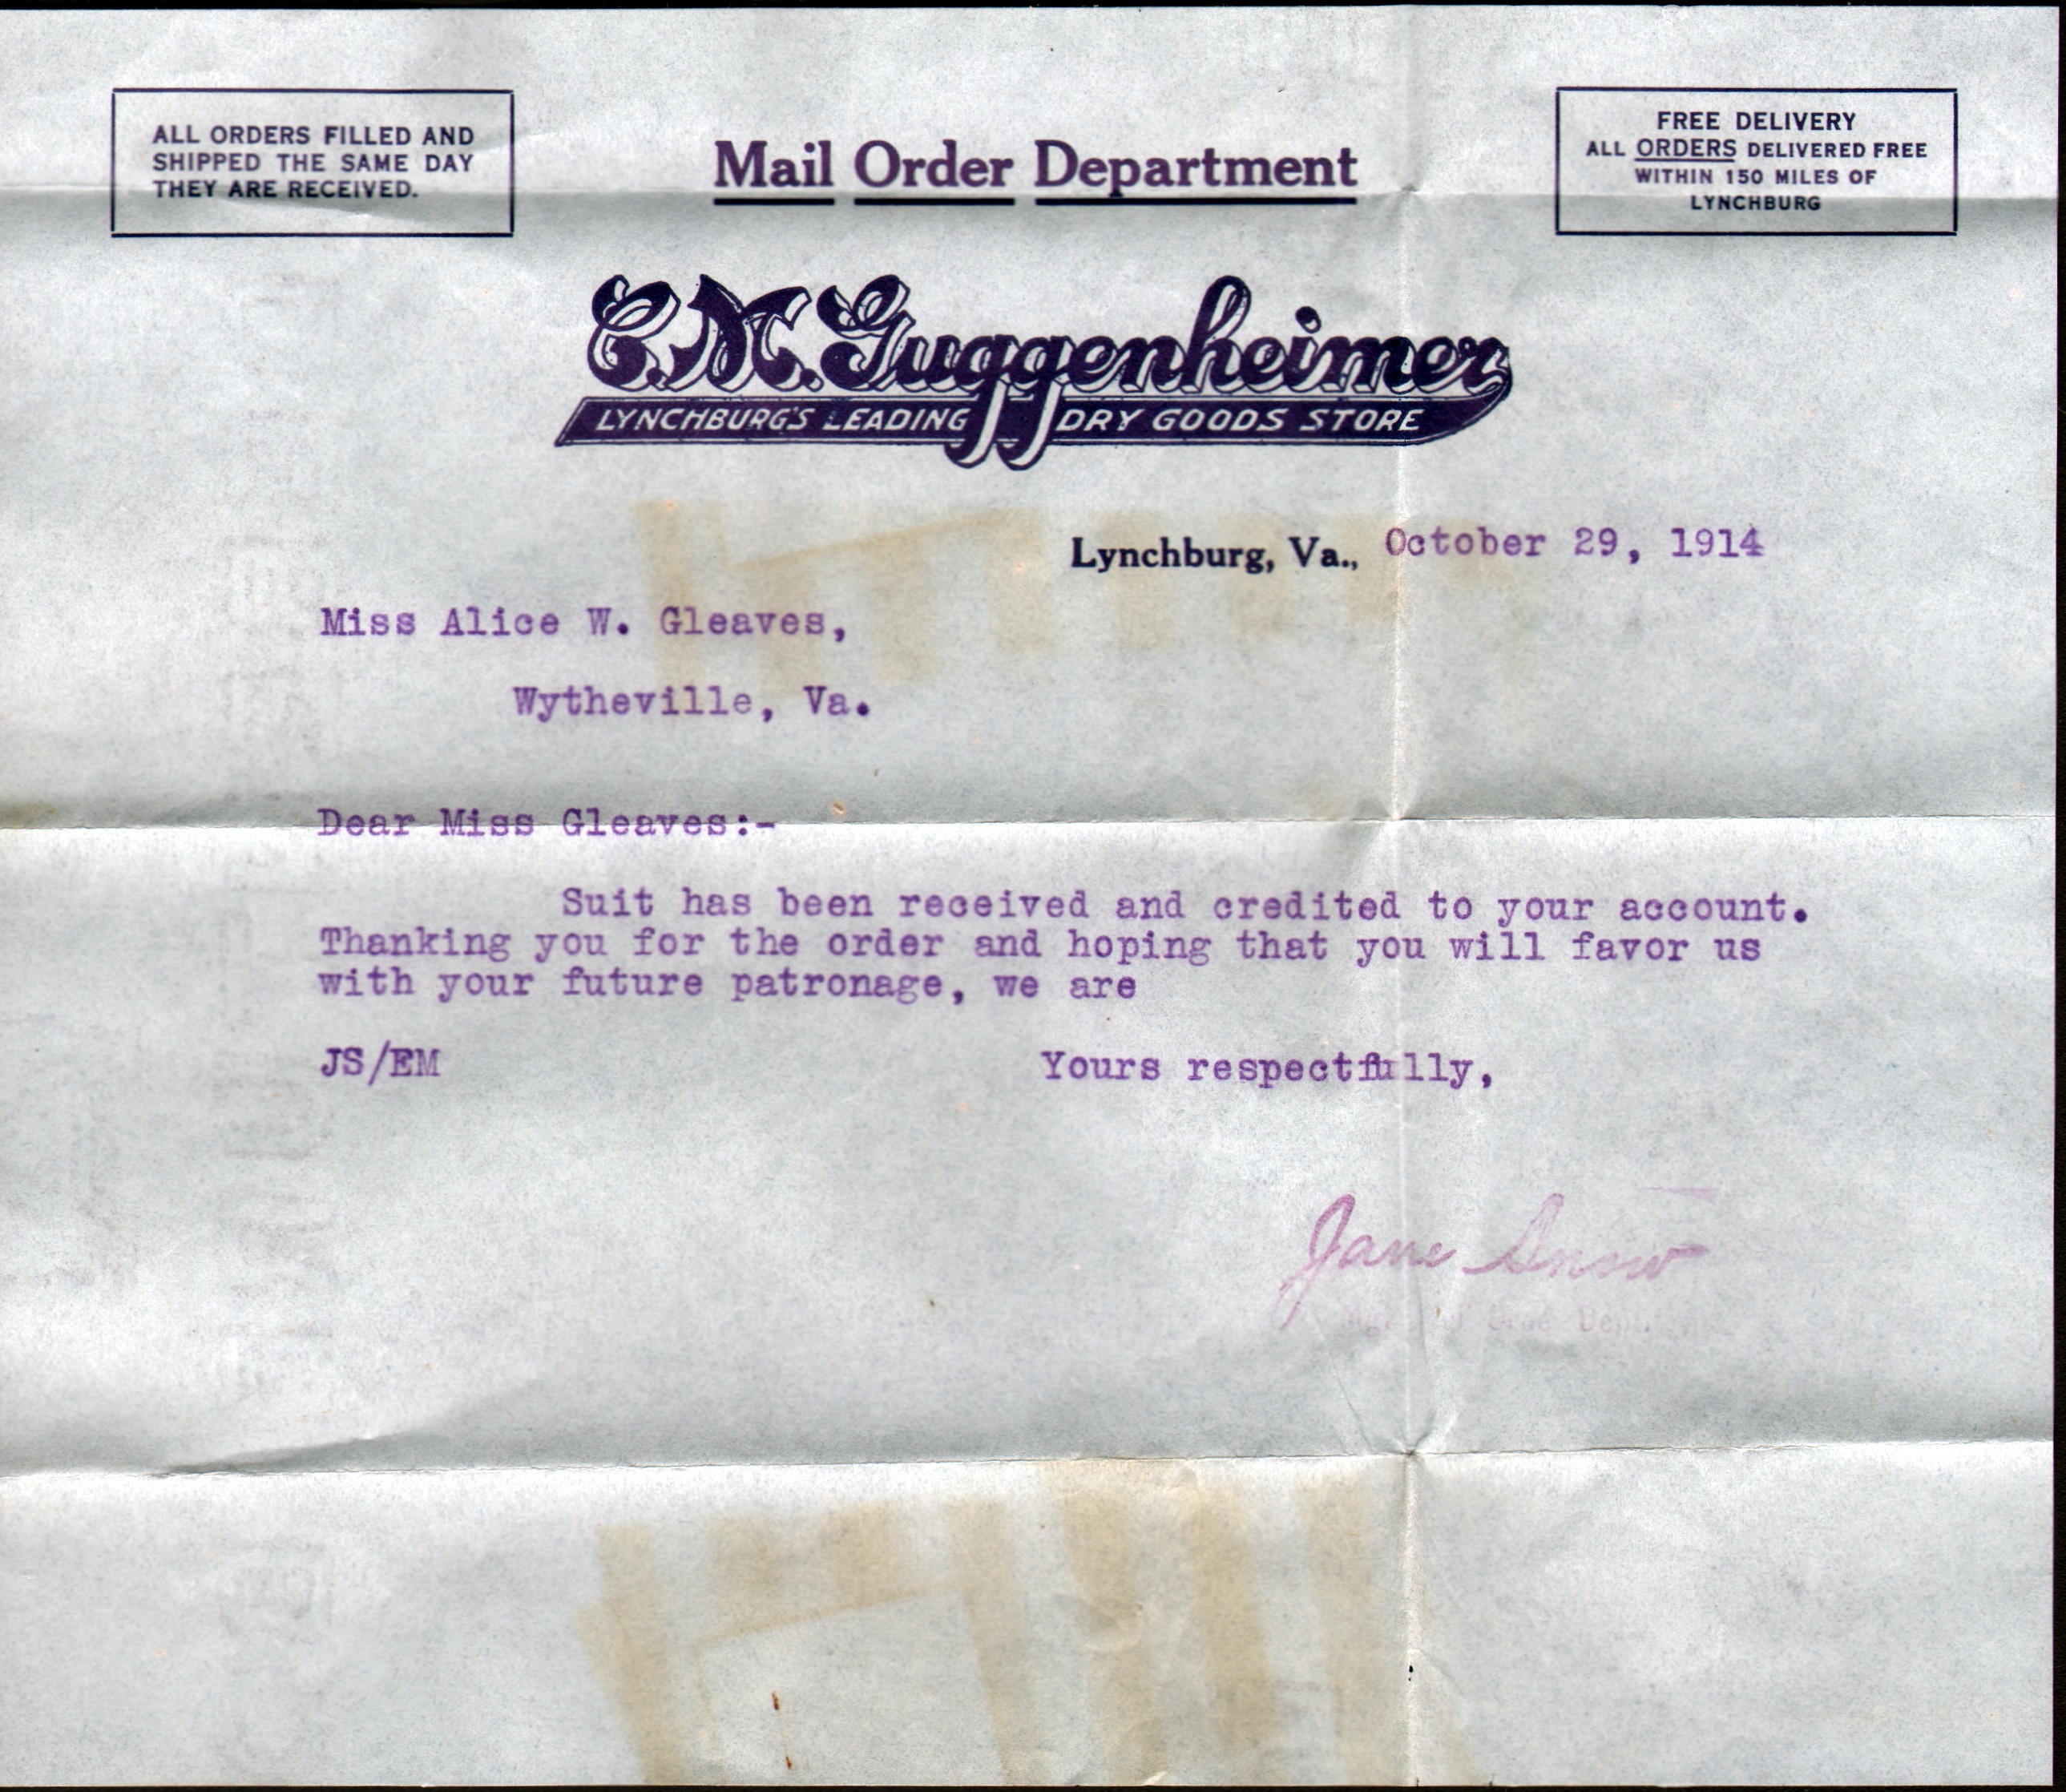 ALL ORDERS FILLED AND
SHIPPED THE SAME DAY
THEY ARE RECEIVED.
Mail Order Department
FREE DELIVERY
ALL ORDERS DELIVERED FREE
WITHIN 150 MILES OF
LYNCHBURG
C.M. Guggenheimer
LYNCHBURG'S LEADING DRY GOODS STORE
Lynchburg, Va., October 29, 1914
Miss Alice W. Gleaves,
Wytheville, Va.
Dear Miss Gleaves:-
Suit has been received and credited to your account.
Thanking you for the order and hoping that you will favor us
with your future patronage, we are
JS/EM
Yours respectfully,
Jane Snow
Dept.